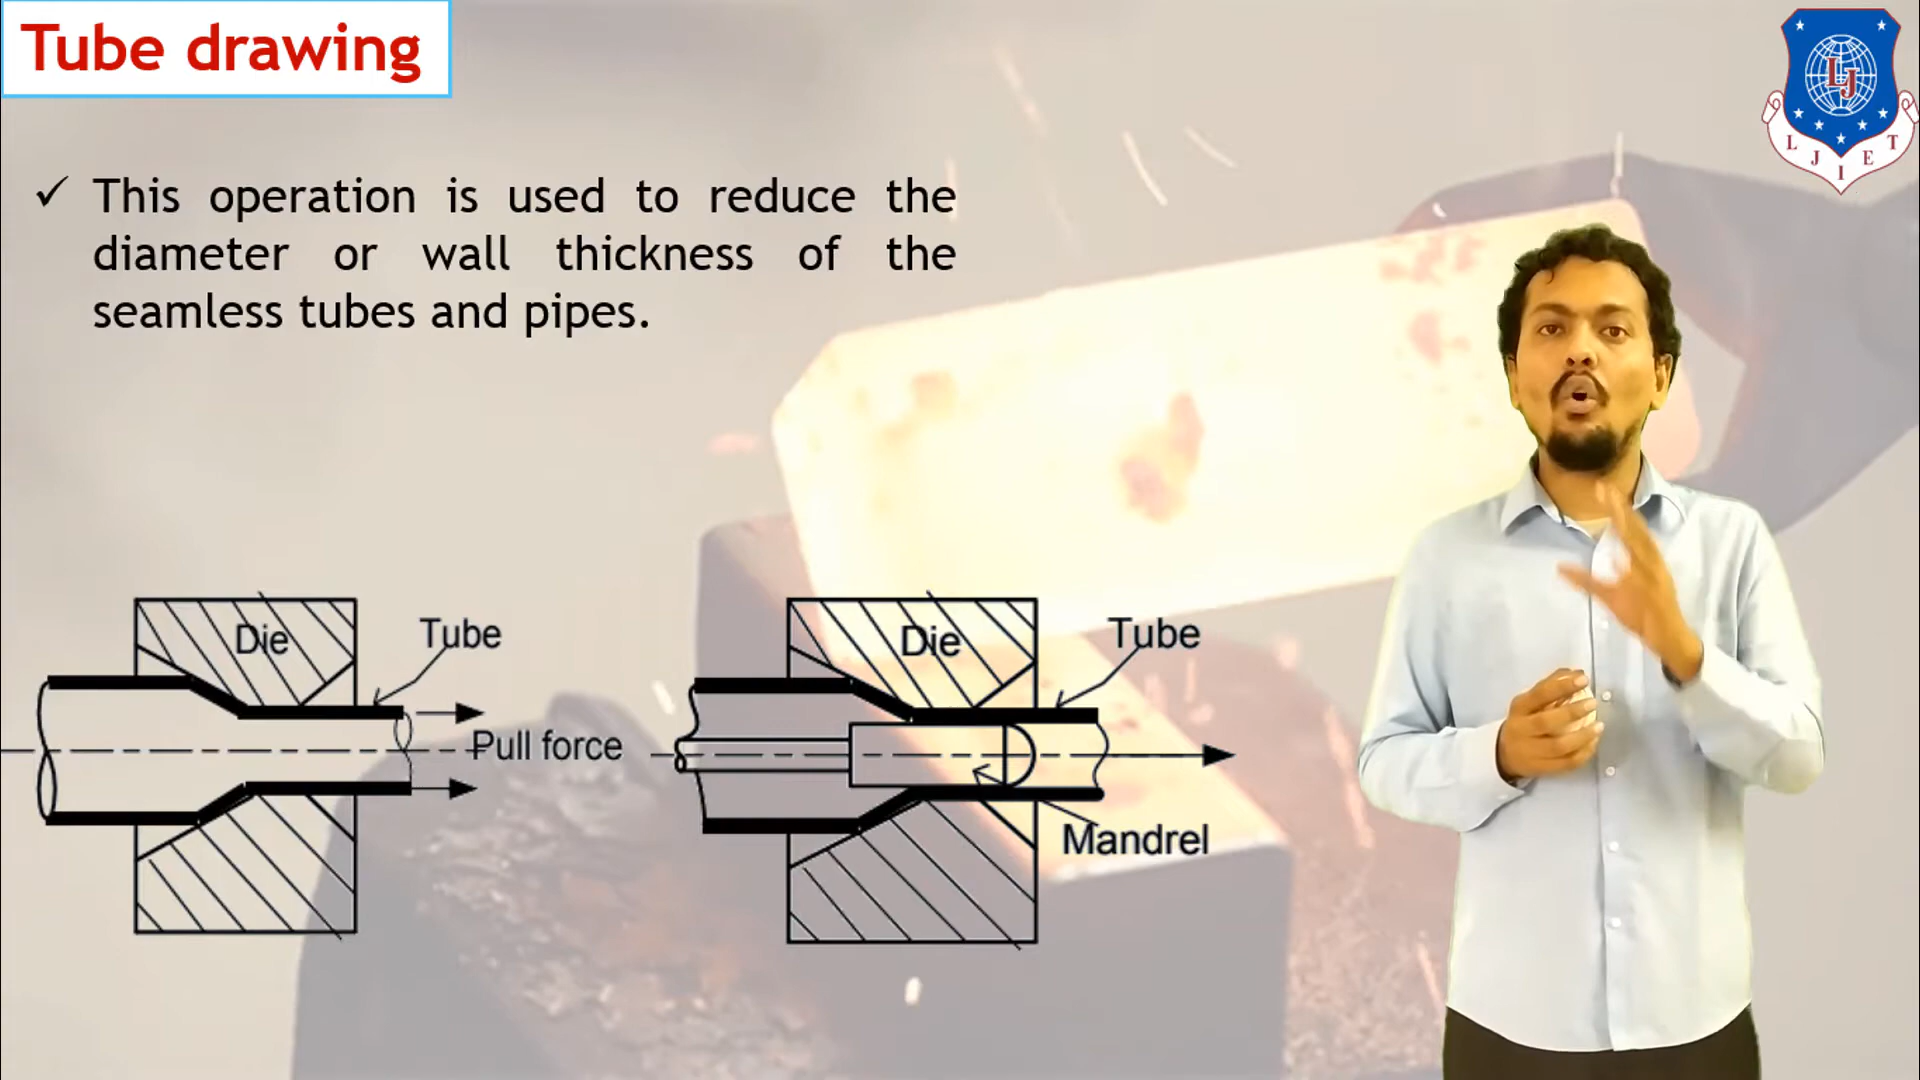 Tube drawing
LJ
L J I E T
✓ This operation is used to reduce the
diameter or wall thickness of the
seamless tubes and pipes.
Die
Tube
Pull force
Die
Tube
Mandrel